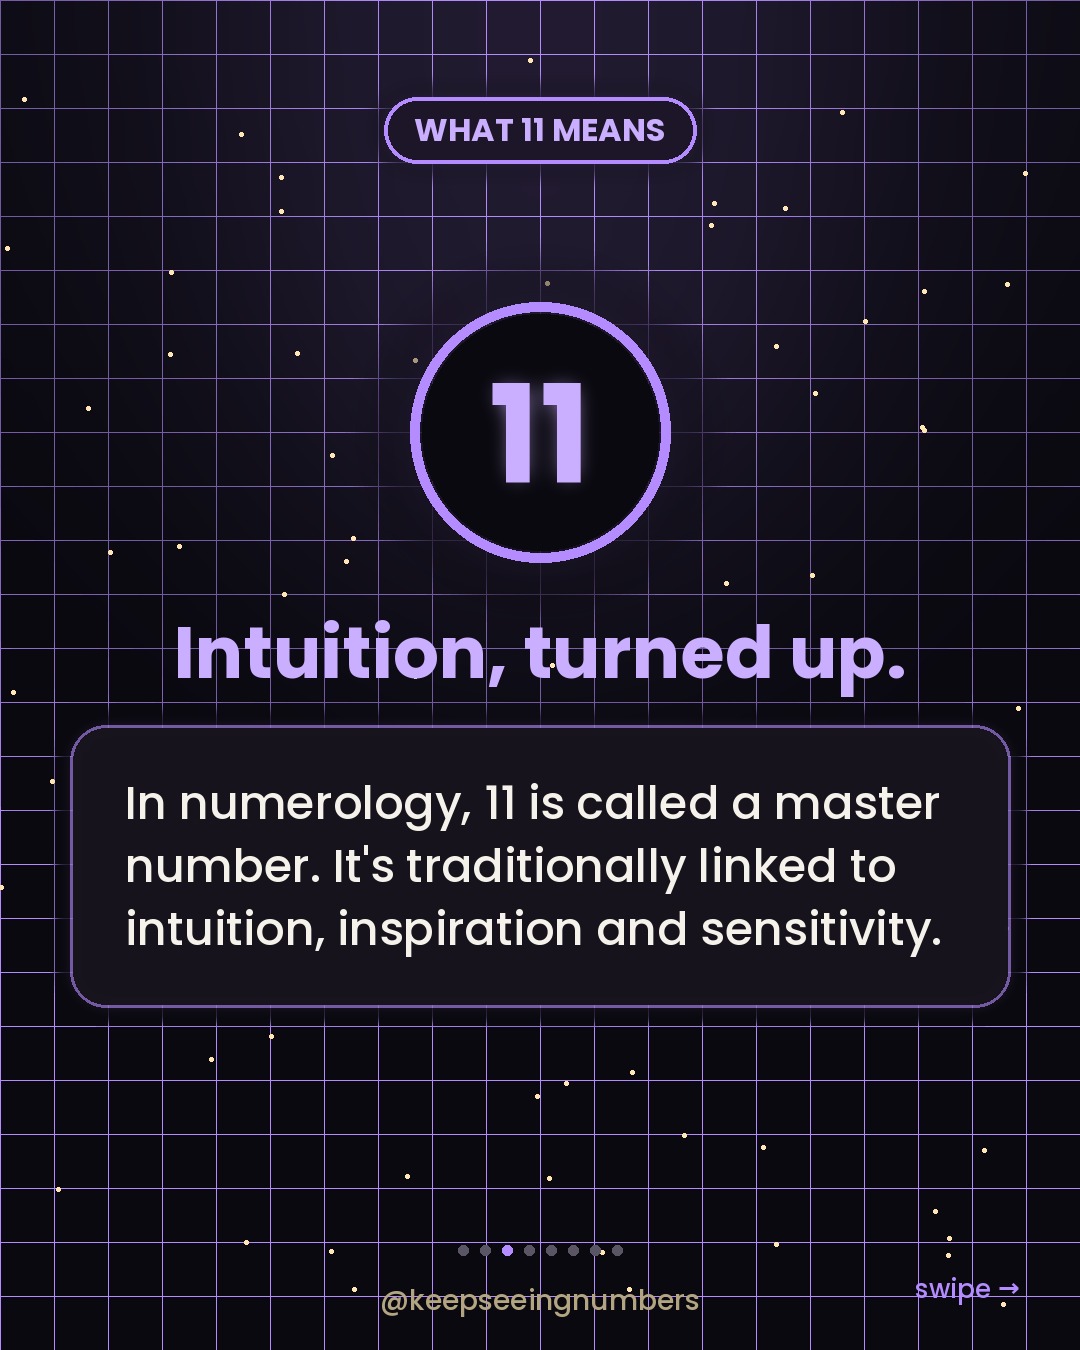 WHAT 11 MEANS
11
Intuition, turned up.
In numerology, 11 is called a master
number. It's traditionally linked to
intuition, inspiration and sensitivity.
@keepseeingnumbers
swipe →